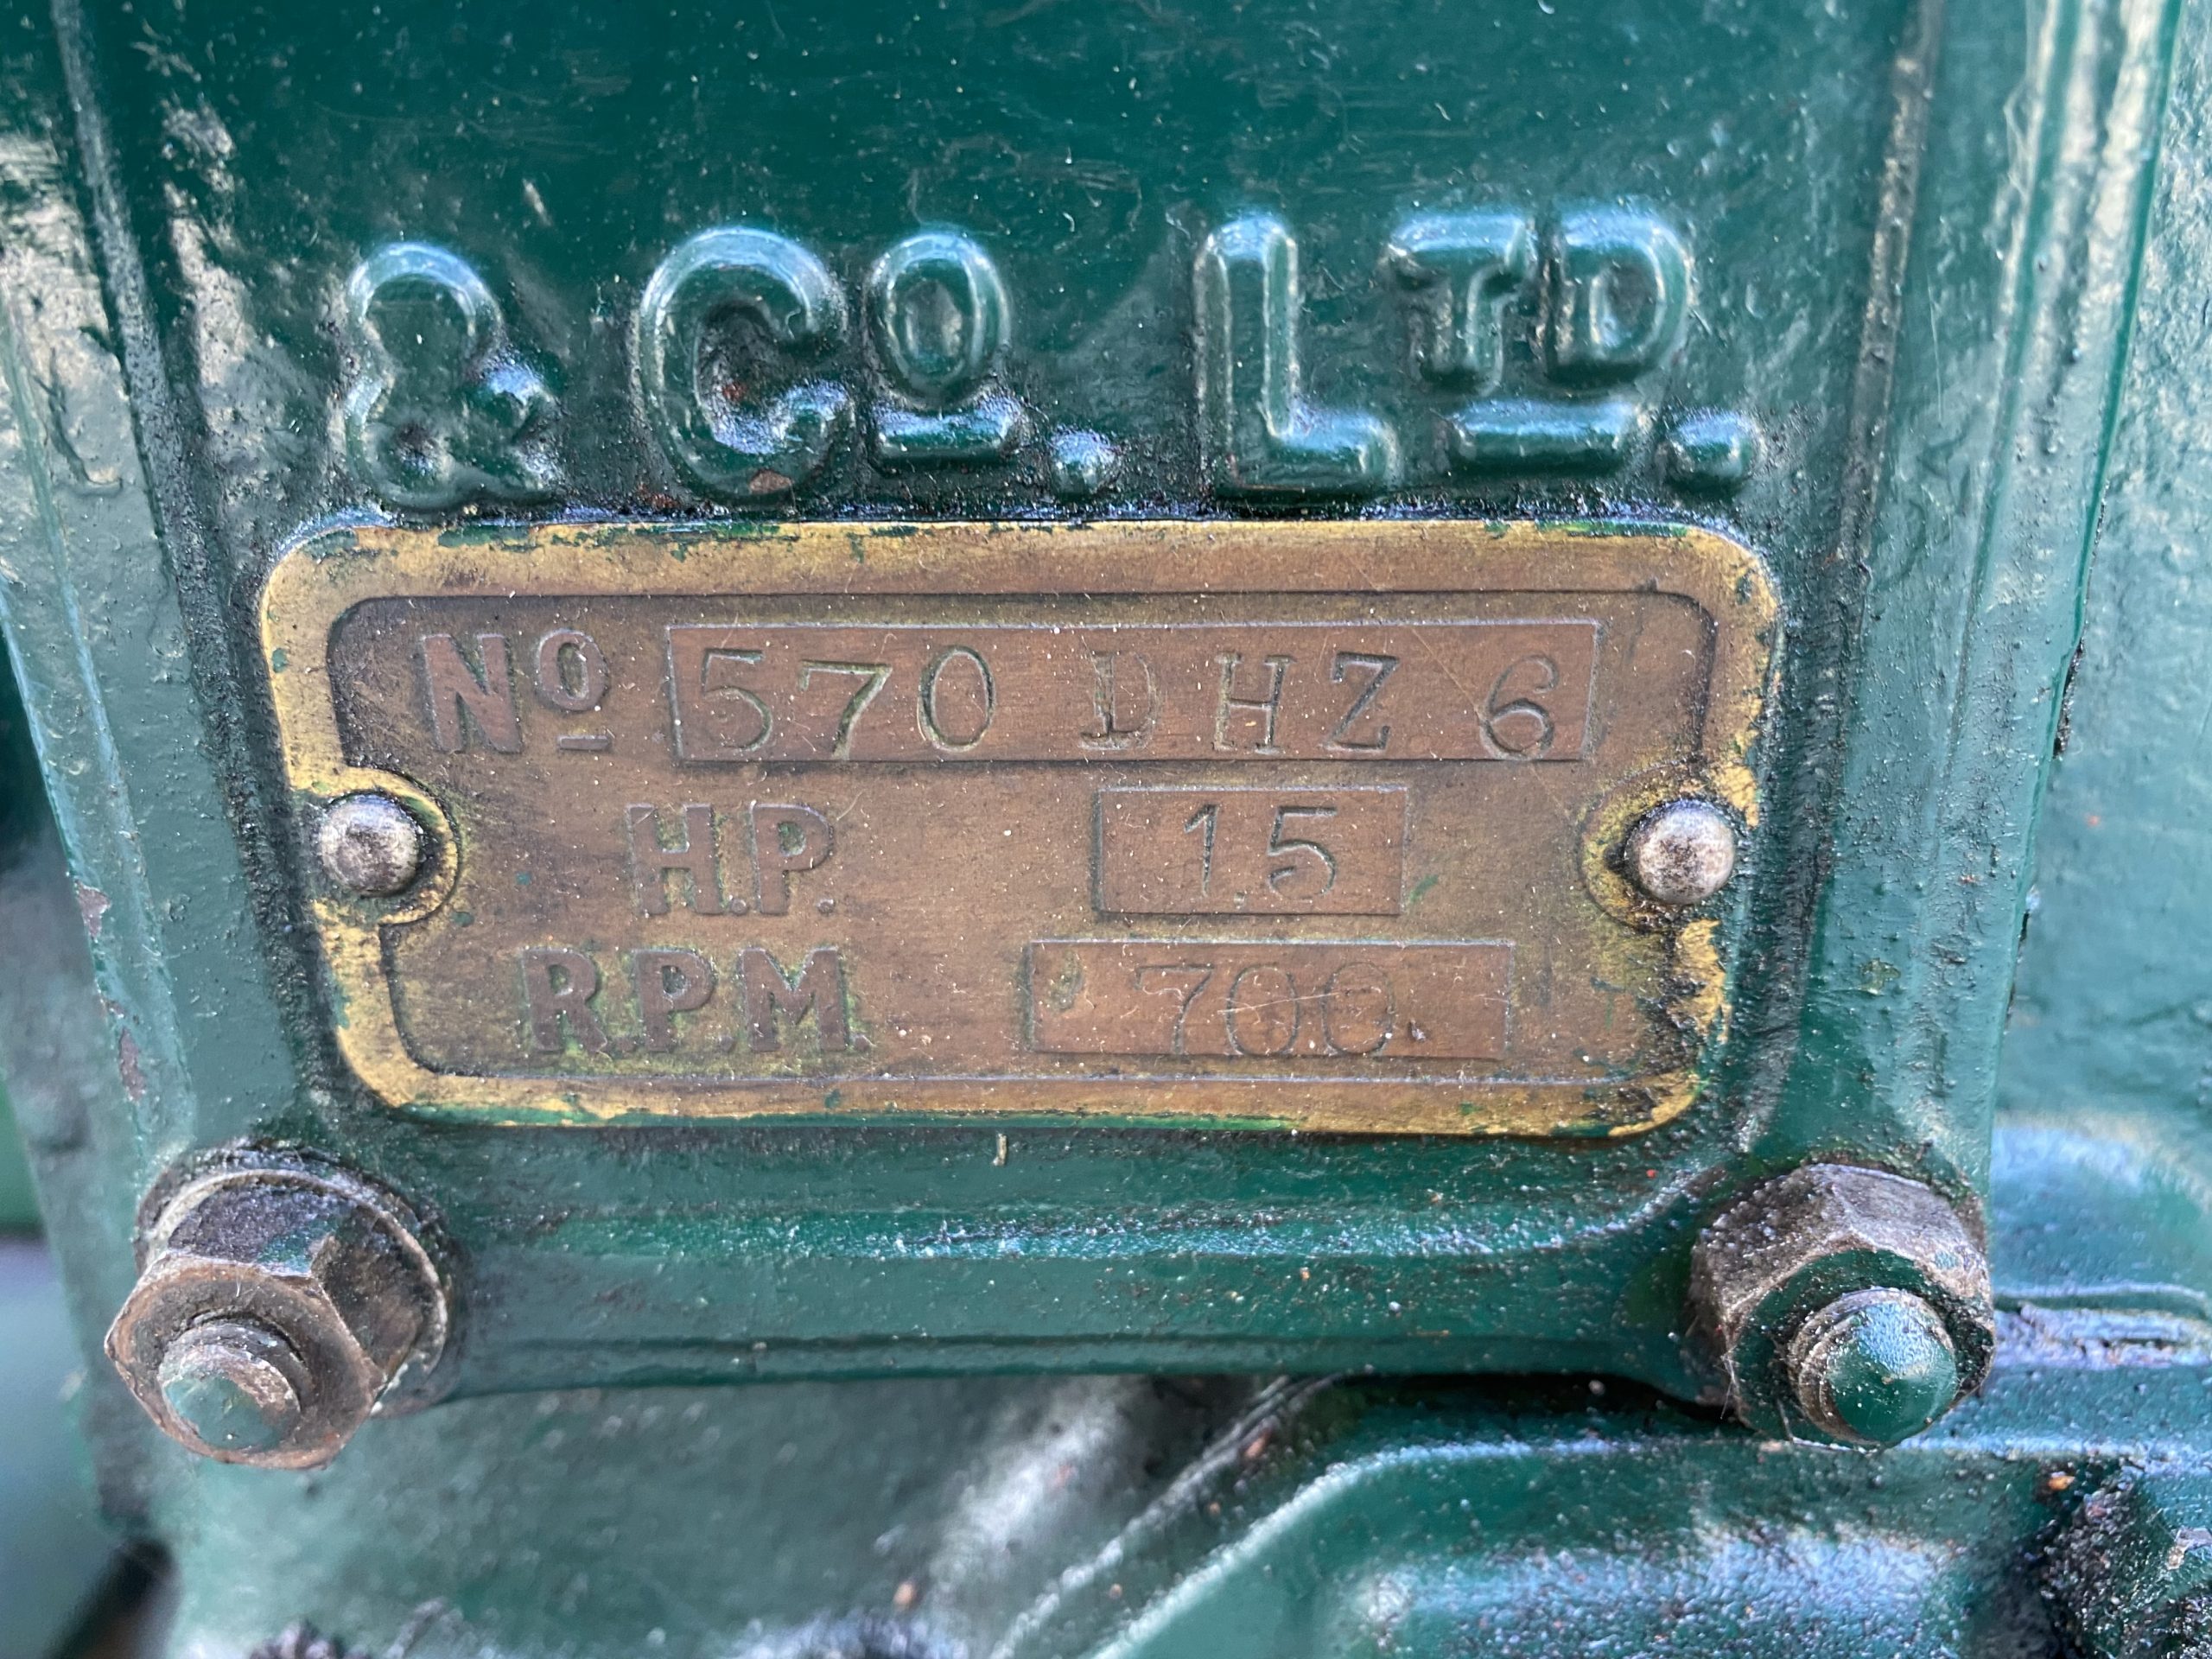 & Co. LTD.
No 570 DHZ 6
H.P. 1.5
R.P.M. 700